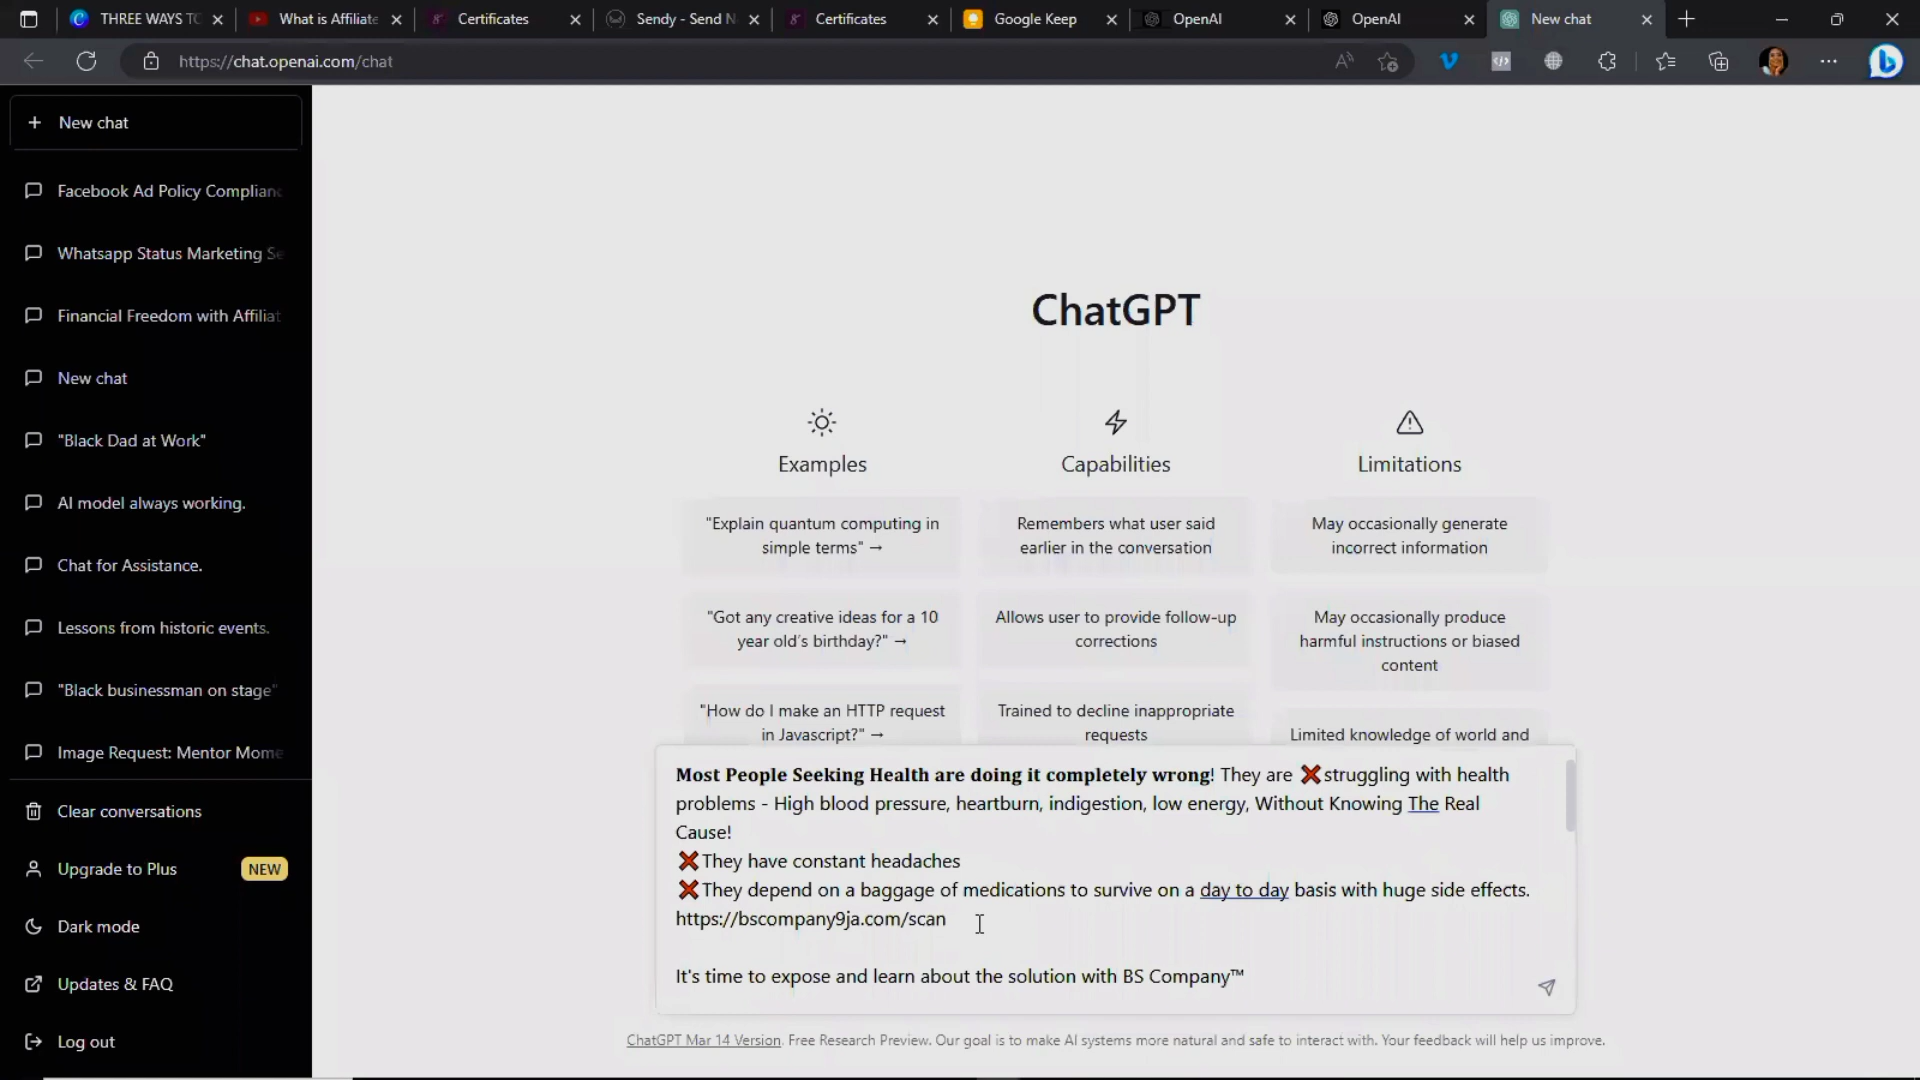 THREE WAYS TO
What is Affiliate
Certificates
Sendy - Send N
Certificates
Google Keep
OpenAI
OpenAI
New chat
https://chat.openai.com/chat
New chat
Facebook Ad Policy Complianc
Whatsapp Status Marketing Se
Financial Freedom with Affiliat
New chat
"Black Dad at Work"
AI model always working.
Chat for Assistance.
Lessons from historic events.
"Black businessman on stage"
Image Request: Mentor Mome
Clear conversations
Upgrade to Plus NEW
Dark mode
Updates & FAQ
Log out
ChatGPT
Examples
"Explain quantum computing in
simple terms" →
"Got any creative ideas for a 10
year old's birthday?" →
"How do I make an HTTP request
in Javascript?" →
Capabilities
Remembers what user said
earlier in the conversation
Allows user to provide follow-up
corrections
Trained to decline inappropriate
requests
Limitations
May occasionally generate
incorrect information
May occasionally produce
harmful instructions or biased
content
Limited knowledge of world and
Most People Seeking Health are doing it completely wrong! They are ❌struggling with health
problems - High blood pressure, heartburn, indigestion, low energy, Without Knowing The Real
Cause!
❌They have constant headaches
❌They depend on a baggage of medications to survive on a day to day basis with huge side effects.
https://bscompany9ja.com/scan
It's time to expose and learn about the solution with BS Company™
ChatGPT Mar 14 Version. Free Research Preview. Our goal is to make AI systems more natural and safe to interact with. Your feedback will help us improve.